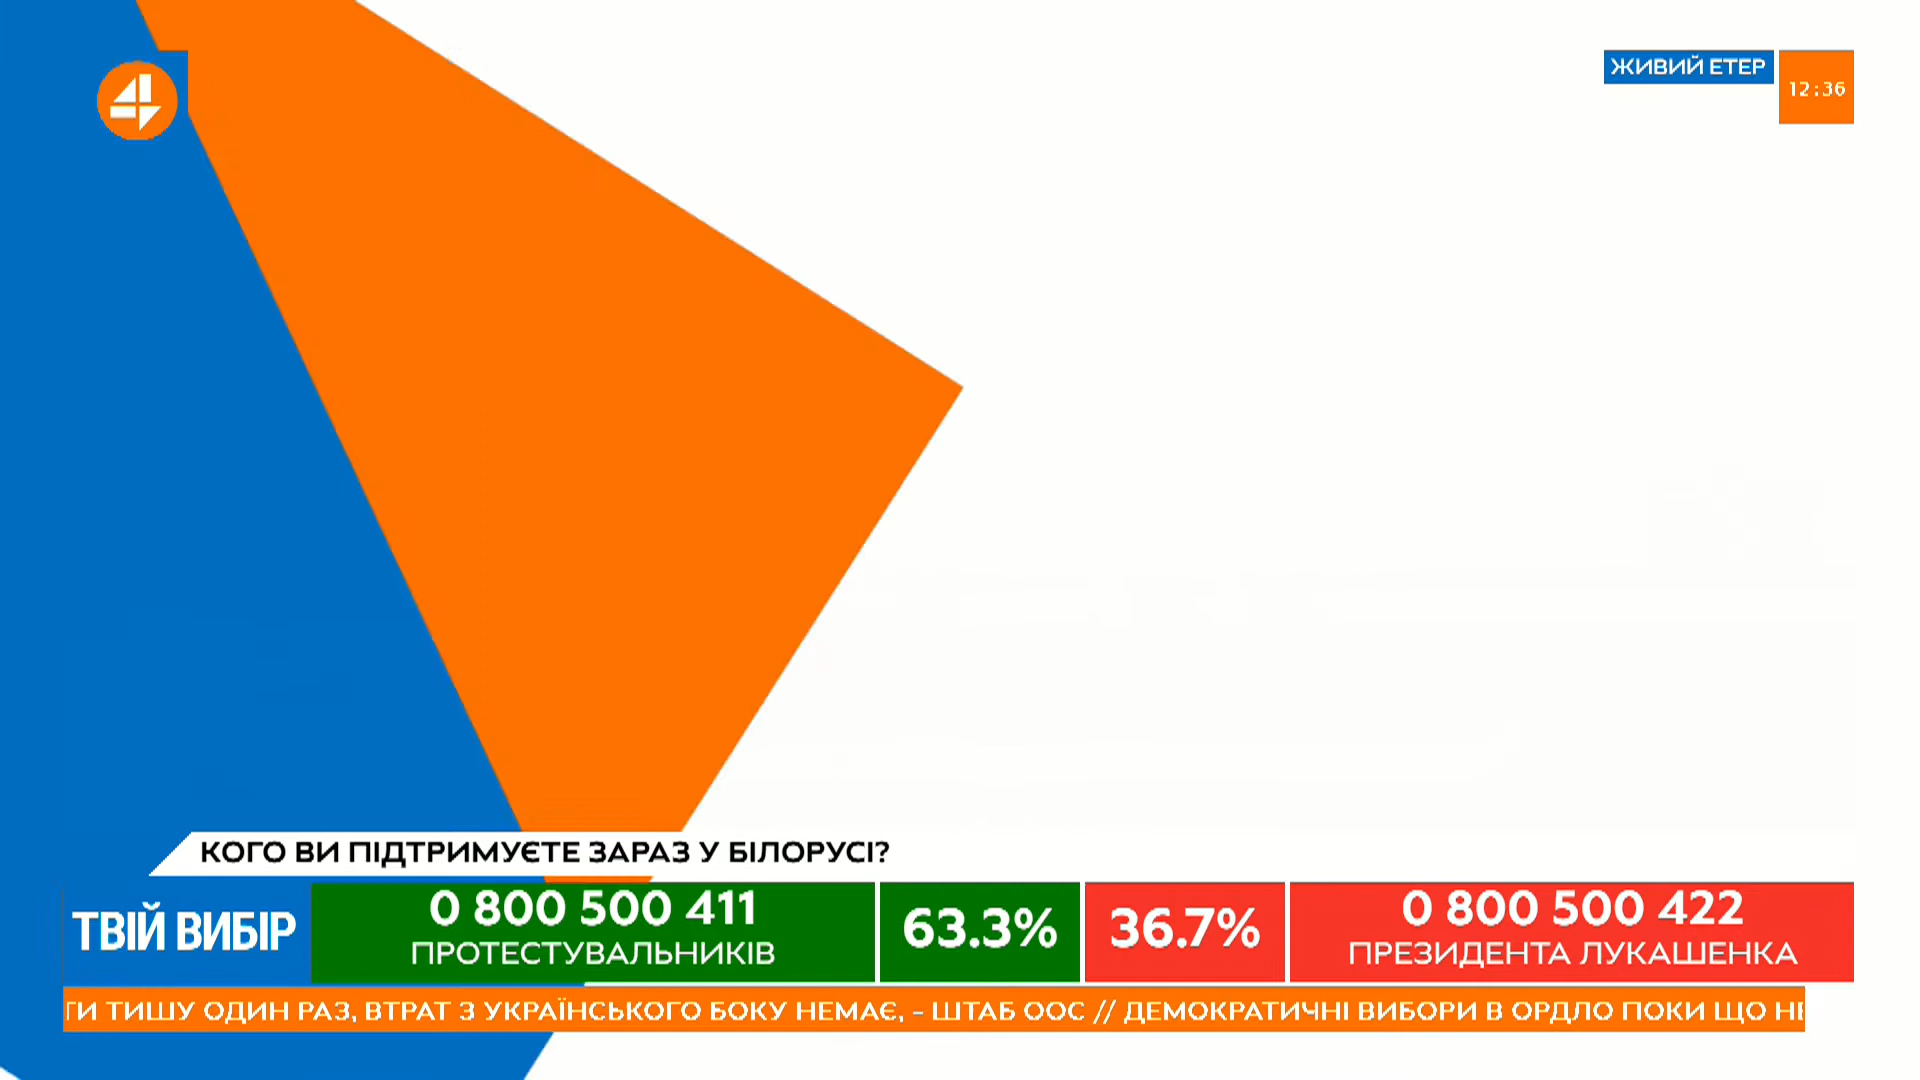 ЖИВИЙ ЕТЕР
12:36
КОГО ВИ ПІДТРИМУЄТЕ ЗАРАЗ У БІЛОРУСІ?
ТВІЙ ВИБІР
0 800 500 411
ПРОТЕСТУВАЛЬНИКІВ
63.3%
36.7%
0 800 500 422
ПРЕЗИДЕНТА ЛУКАШЕНКА
ТИШУ ОДИН РАЗ, ВТРАТ З УКРАЇНСЬКОГО БОКУ НЕМАЄ, - ШТАБ ООС // ДЕМОКРАТИЧНІ ВИБОРИ В ОРДЛО ПОКИ ЩО